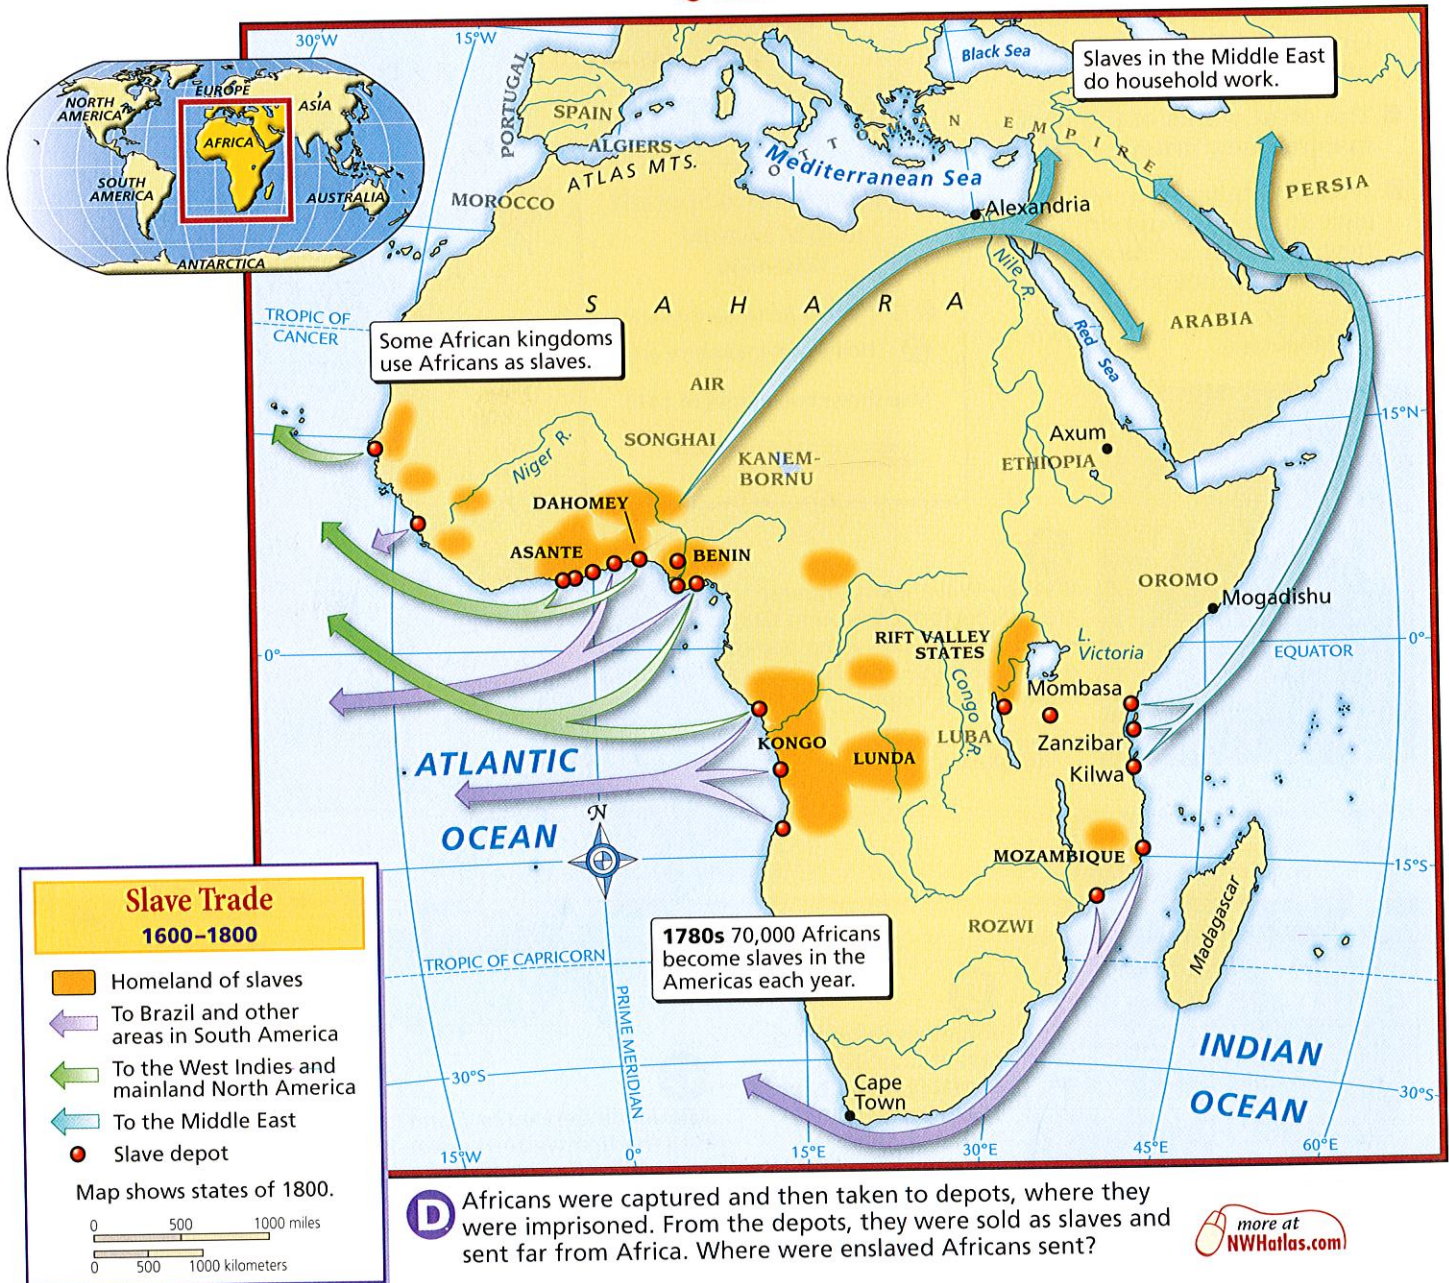 30°W
15°W
NORTH
AMERICA
EUROPE
ASIA
AFRICA
SOUTH
AMERICA
AUSTRALIA
ANTARCTICA
PORTUGAL
SPAIN
ALGIERS
ATLAS MTS.
MOROCCO
Black Sea
Slaves in the Middle East
do household work.
OTTOMAN EMPIRE
Mediterranean Sea
PERSIA
Alexandria
Nile R.
SAHARA
TROPIC OF
CANCER
Some African kingdoms
use Africans as slaves.
ARABIA
Red Sea
AIR
15°N
Niger R.
SONGHAI
KANEM-
BORNU
Axum
ETHIOPIA
DAHOMEY
ASANTE
BENIN
OROMO
Mogadishu
RIFT VALLEY
STATES
L.
Victoria
0°
0°
EQUATOR
Congo R.
Mombasa
LUBA
Zanzibar
Kilwa
KONGO
LUNDA
ATLANTIC
OCEAN
N
MOZAMBIQUE
15°S
Madagascar
ROZWI
1780s 70,000 Africans
become slaves in the
Americas each year.
TROPIC OF CAPRICORN
PRIME MERIDIAN
INDIAN
OCEAN
30°S
30°S
Cape
Town
15°W
0°
15°E
30°E
45°E
60°E
Slave Trade
1600–1800
Homeland of slaves
To Brazil and other
areas in South America
To the West Indies and
mainland North America
To the Middle East
Slave depot
Map shows states of 1800.
0 500 1000 miles
0 500 1000 kilometers
D Africans were captured and then taken to depots, where they
were imprisoned. From the depots, they were sold as slaves and
sent far from Africa. Where were enslaved Africans sent?
more at
NWHatlas.com